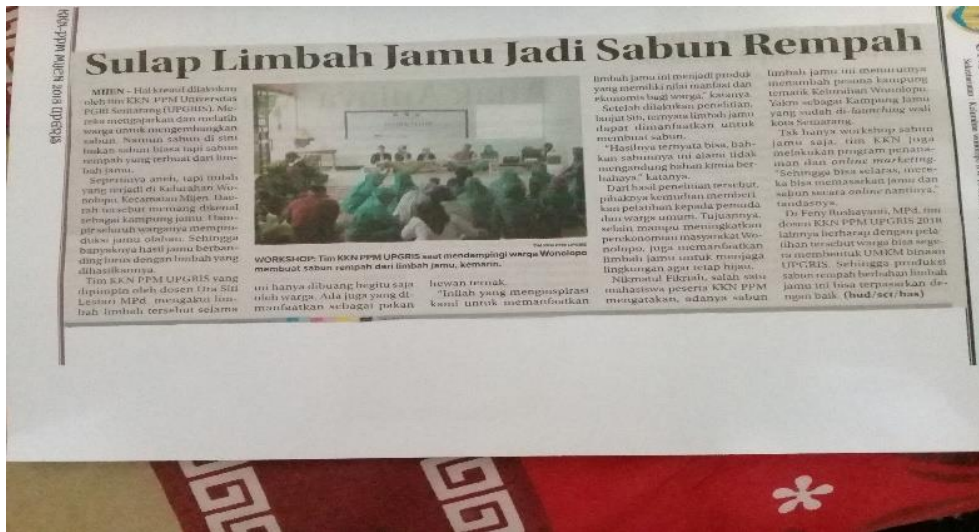 Sulap Limbah Jamu Jadi Sabun Rempah
MIJEN - Hal kreatif dilakukan
oleh tim KKN PPM Universitas
PGRI Semarang (UPGRIS). Me-
reka mengajarkan dan melatih
warga untuk mengembangkan
sabun. Namun sabun di sini
bukan sabun biasa tapi sabun
rempah yang terbuat dari lim-
bah jamu.
Sepertinya aneh, tapi itulah
yang terjadi di Kelurahan Wo-
nolopo, Kecamatan Mijen. Dae-
rah tersebut memang dikenal
sebagai kampung jamu. Ham-
pir seluruh warganya mempro-
duksi jamu olahan. Sehingga
banyaknya hasil jamu berban-
ding lurus dengan limbah yang
dihasilkannya.
Tim KKN PPM UPGRIS yang
dipimpin oleh dosen Dra Siti
Lestari MPd, mengakui lim-
bah limbah tersebut selama
TIM KKN PPM UPGRIS
WORKSHOP: Tim KKN PPM UPGRIS saat mendampingi warga Wonolopo
membuat sabun rempah dari limbah jamu, kemarin.
ini hanya dibuang begitu saja
oleh warga. Ada juga yang di-
manfaatkan sebagai pakan
hewan ternak.
"Inilah yang menginspirasi
kami untuk memanfaatkan
limbah jamu ini menjadi produk
yang memiliki nilai manfaat dan
ekonomis bagi warga," katanya.
Setelah dilakukan penelitian,
lanjut Siti, ternyata limbah jamu
dapat dimanfaatkan untuk
membuat sabun.
"Hasilnya ternyata bisa, bah-
kan sabunnya ini alami tidak
mengandung bahan kimia ber-
bahaya," katanya.
Dari hasil penelitian tersebut,
pihaknya kemudian memberi-
kan pelatihan kepada pemuda
dan warga umum. Tujuannya,
selain mampu meningkatkan
perekonomian masyarakat Wo-
nolopo, juga memanfaatkan
limbah jamu untuk menjaga
lingkungan agar tetap hijau.
Nikmatul Fikriah, salah satu
mahasiswa peserta KKN PPM
mengatakan, adanya sabun
limbah jamu ini menurutnya
menambah pesona kampung
tematik Kelurahan Wonolopo.
Yakni sebagai Kampung Jamu
yang sudah di-launching wali
kota Semarang.
Tak hanya workshop sabun
jamu saja, tim KKN juga
melakukan program penana-
man dan online marketing.
"Sehingga bisa selaras, mere-
ka bisa memasarkan jamu dan
sabun secara online nantinya,"
tandasnya.
Dr Feny Rushayanti, MPd, tim
dosen KKN PPM UPGRIS 2018
lainnya berharap dengan pela-
tihan tersebut warga bisa sege-
ra membentuk UMKM binaan
UPGRIS. Sehingga produksi
sabun rempah berbahan limbah
jamu ini bisa terpasarkan de-
ngan baik. (hud/sct/bas)
KKN-PPM MIJEN 2018 UPGRIS